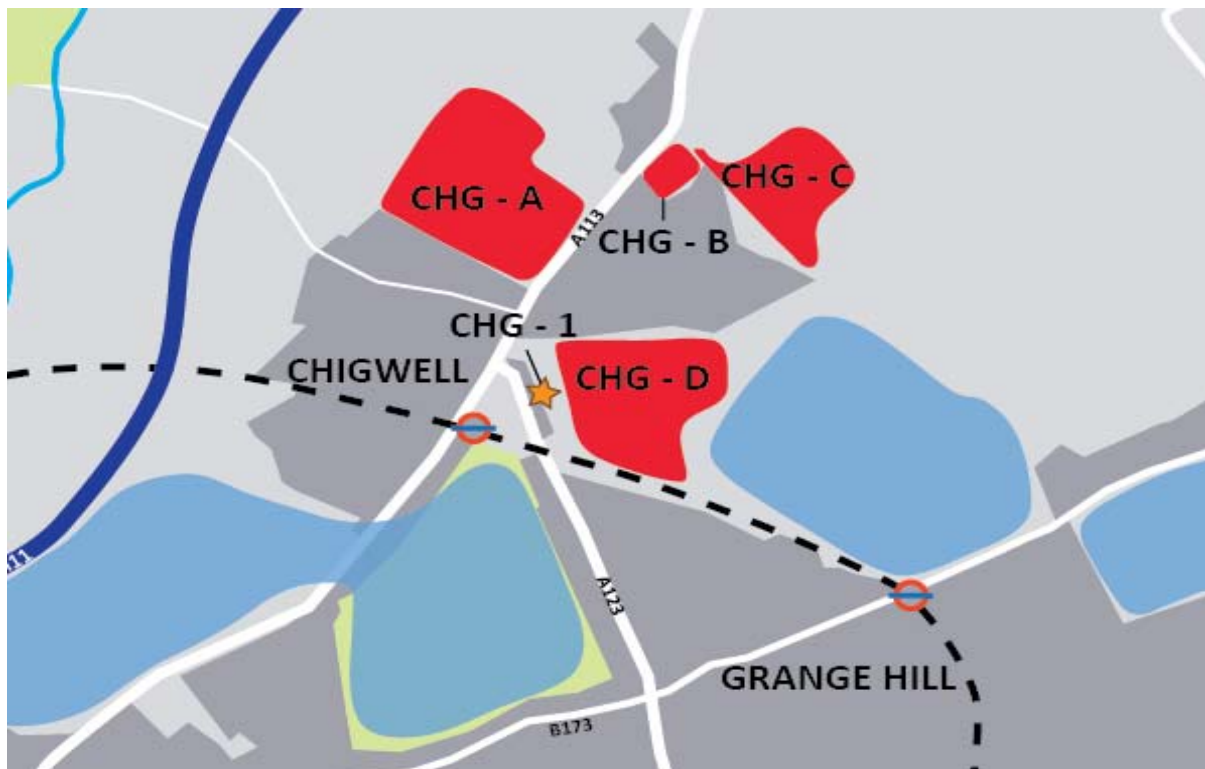 CHG - A
CHG - C
A113
CHG - B
CHG - 1
CHIGWELL
CHG - D
A123
GRANGE HILL
B173